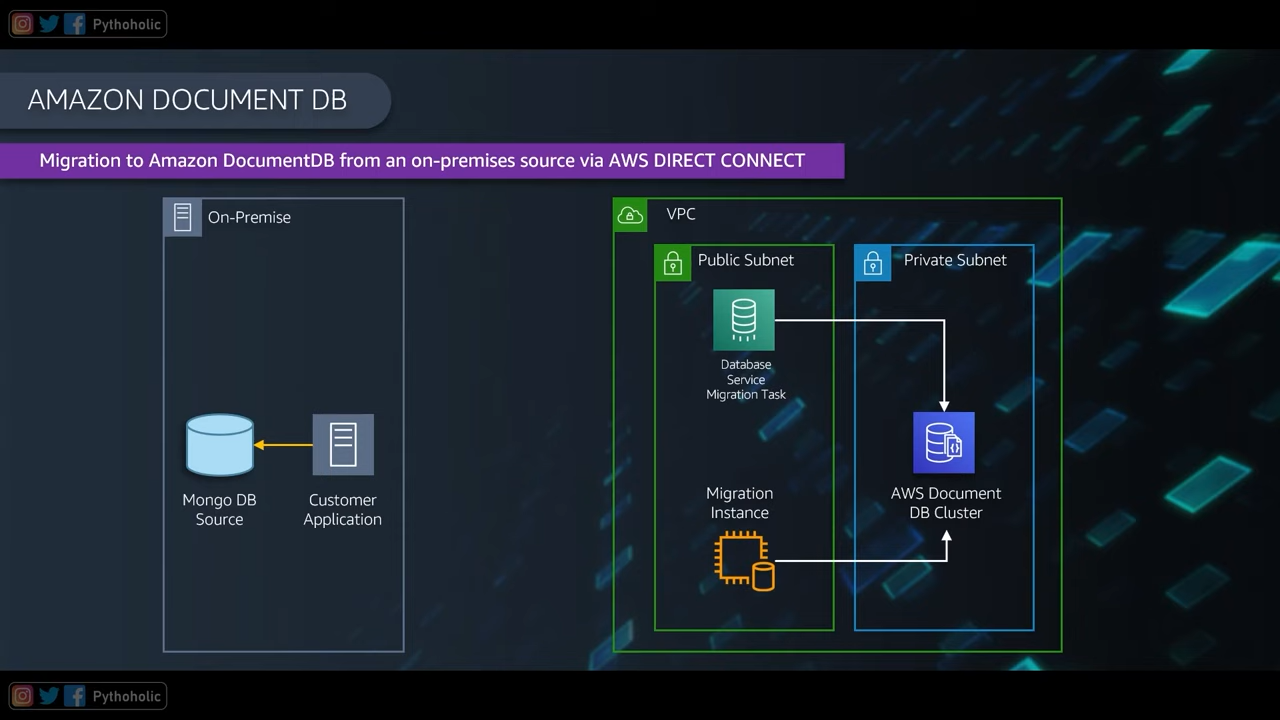 Pythoholic
AMAZON DOCUMENT DB
Migration to Amazon DocumentDB from an on-premises source via AWS DIRECT CONNECT
On-Premise
Mongo DB
Source
Customer
Application
VPC
Public Subnet
Database
Service
Migration Task
Migration
Instance
Private Subnet
AWS Document
DB Cluster
Pythoholic